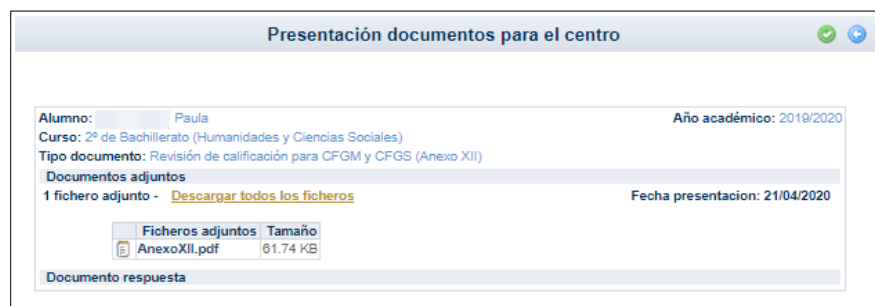 Presentación documentos para el centro
Alumno: Paula Año académico: 2019/2020
Curso: 2º de Bachillerato (Humanidades y Ciencias Sociales)
Tipo documento: Revisión de calificación para CFGM y CFGS (Anexo XII)
Documentos adjuntos
1 fichero adjunto - Descargar todos los ficheros Fecha presentacion: 21/04/2020
Ficheros adjuntos Tamaño
AnexoXII.pdf 61.74 KB
Documento respuesta